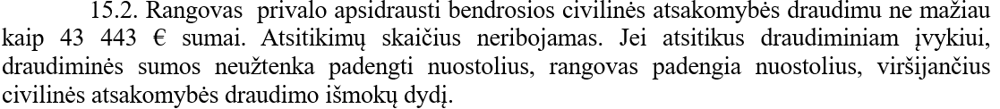 15.2. Rangovas privalo apsidrausti bendrosios civilinės atsakomybės draudimu ne mažiau
kaip 43 443 € sumai. Atsitikimų skaičius neribojamas. Jei atsitikus draudiminiam įvykiui,
draudiminės sumos neužtenka padengti nuostolius, rangovas padengia nuostolius, viršijančius
civilinės atsakomybės draudimo išmokų dydį.